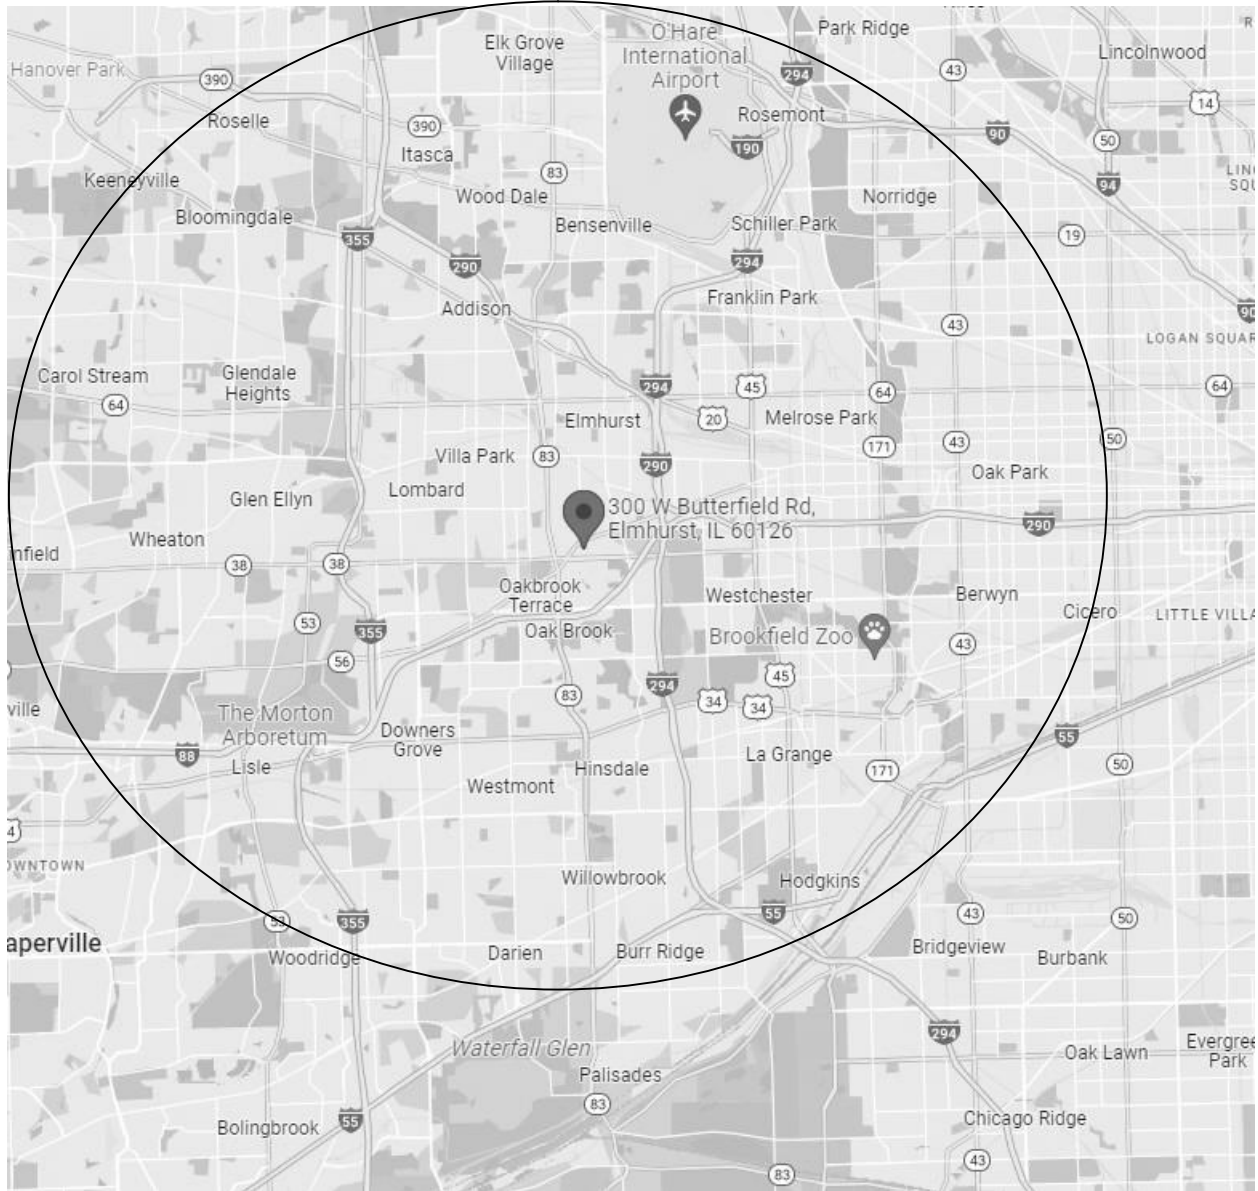 Elk Grove
Village
O'Hare
International
Airport
Park Ridge
Lincolnwood
Hanover Park
390
294
43
14
Roselle
390
Rosemont
90
50
Itasca
190
83
94
Keeneyville
Wood Dale
Norridge
Bloomingdale
Bensenville
Schiller Park
19
355
290
294
Addison
Franklin Park
90
43
LOGAN SQUAR
Carol Stream
Glendale
Heights
64
294
45
64
64
Elmhurst
20
Melrose Park
83
Villa Park
290
171
43
50
Oak Park
Glen Ellyn
Lombard
300 W Butterfield Rd,
Elmhurst, IL 60126
290
Wheaton
nfield
38
38
Oakbrook
Terrace
Westchester
Berwyn
Cicero
LITTLE VILLA
53
355
Oak Brook
Brookfield Zoo
43
56
45
294
83
34
34
ville
The Morton
Arboretum
Downers
Grove
55
88
Lisle
Hinsdale
La Grange
171
50
Westmont
4
OWNTOWN
Willowbrook
Hodgkins
53
355
55
43
50
aperville
Woodridge
Darien
Burr Ridge
Bridgeview
Burbank
294
Waterfall Glen
Oak Lawn
Evergree
Park
Palisades
83
55
Bolingbrook
Chicago Ridge
43
83